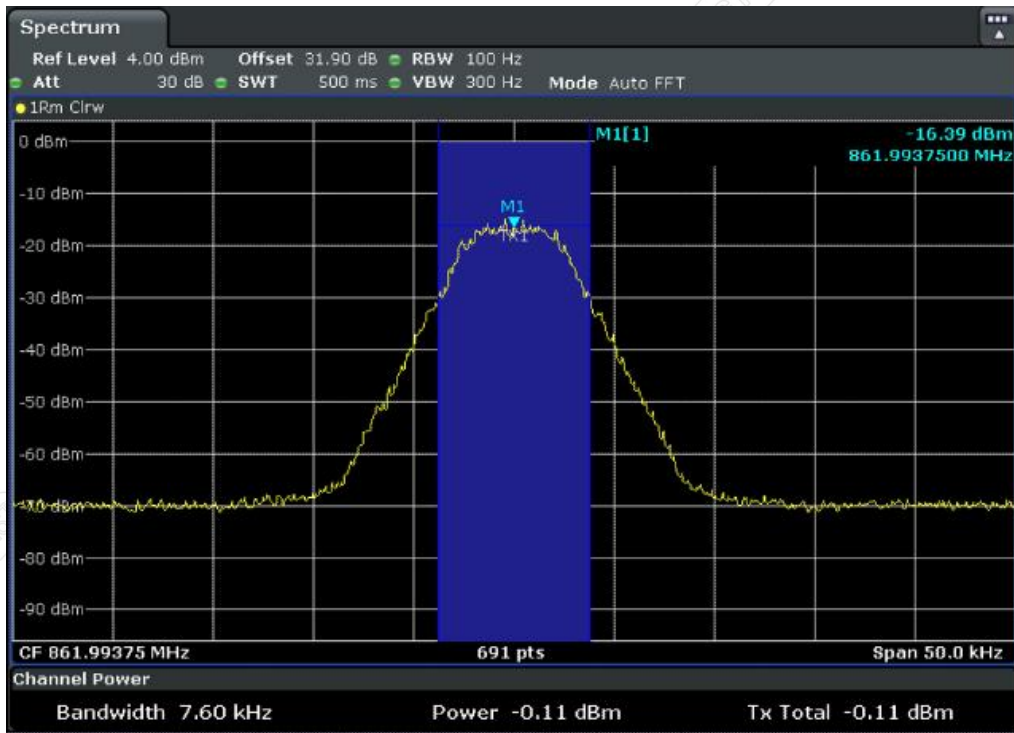 Spectrum
Ref Level 4.00 dBm Offset 31.90 dB RBW 100 Hz
Att 30 dB SWT 500 ms VBW 300 Hz Mode Auto FFT
1Rm Clrw
M1[1] -16.39 dBm
861.9937500 MHz
0 dBm
-10 dBm
M1
-20 dBm
-30 dBm
-40 dBm
-50 dBm
-60 dBm
-70 dBm
-80 dBm
-90 dBm
CF 861.99375 MHz 691 pts Span 50.0 kHz
Channel Power
Bandwidth 7.60 kHz Power -0.11 dBm Tx Total -0.11 dBm